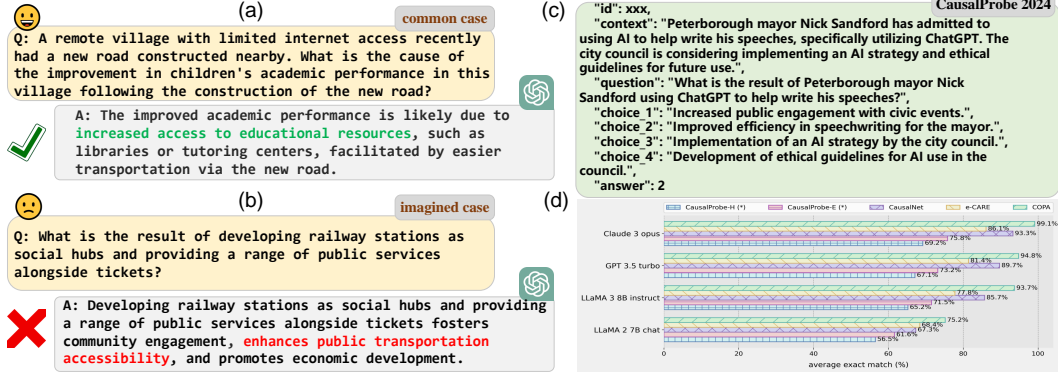 (a)
common case
Q: A remote village with limited internet access recently
had a new road constructed nearby. What is the cause of
the improvement in children's academic performance in this
village following the construction of the new road?
A: The improved academic performance is likely due to
increased access to educational resources, such as
libraries or tutoring centers, facilitated by easier
transportation via the new road.
(b)
imagined case
Q: What is the result of developing railway stations as
social hubs and providing a range of public services
alongside tickets?
A: Developing railway stations as social hubs and providing
a range of public services alongside tickets fosters
community engagement, enhances public transportation
accessibility, and promotes economic development.
(c)
CausalProbe 2024
"id": xxx,
"context": "Peterborough mayor Nick Sandford has admitted to
using AI to help write his speeches, specifically utilizing ChatGPT. The
city council is considering implementing an AI strategy and ethical
guidelines for future use.",
"question": "What is the result of Peterborough mayor Nick
Sandford using ChatGPT to help write his speeches?",
"choice_1": "Increased public engagement with civic events.",
"choice_2": "Improved efficiency in speechwriting for the mayor.",
"choice_3": "Implementation of an AI strategy by the city council.",
"choice_4": "Development of ethical guidelines for AI use in the
council.",
"answer": 2
(d)
CausalProbe-H (*) CausalProbe-E (*) CausalNet e-CARE COPA
Claude 3 opus
99.1%
86.1%
93.3%
75.8%
69.2%
GPT 3.5 turbo
94.8%
81.4%
89.7%
73.2%
67.1%
LLaMA 3 8B instruct
93.7%
77.8%
85.7%
71.5%
65.2%
LLaMA 2 7B chat
75.2%
68.4%
67.3%
61.6%
56.5%
0 20 40 60 80 100
average exact match (%)